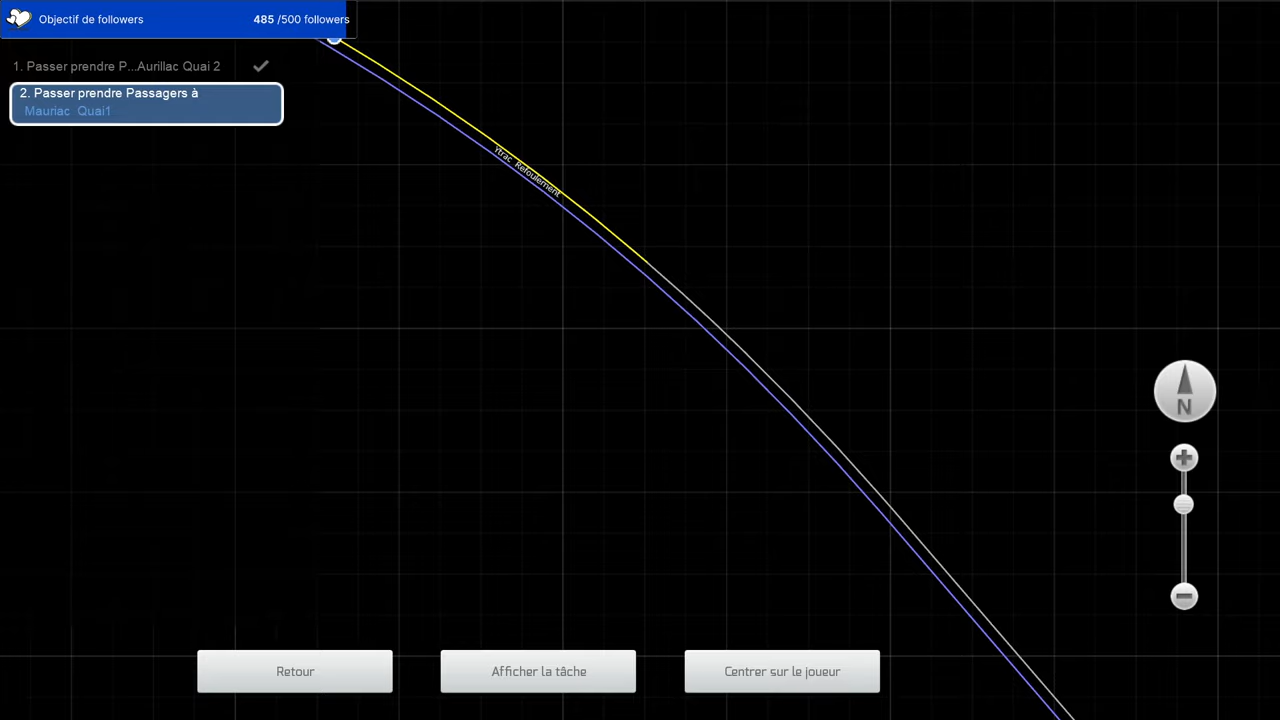 Objectif de followers
485 /500 followers
1. Passer prendre P...Aurillac Quai 2
2. Passer prendre Passagers à
Mauriac Quai1
Ytrac Refoulement
N
Retour
Afficher la tâche
Centrer sur le joueur